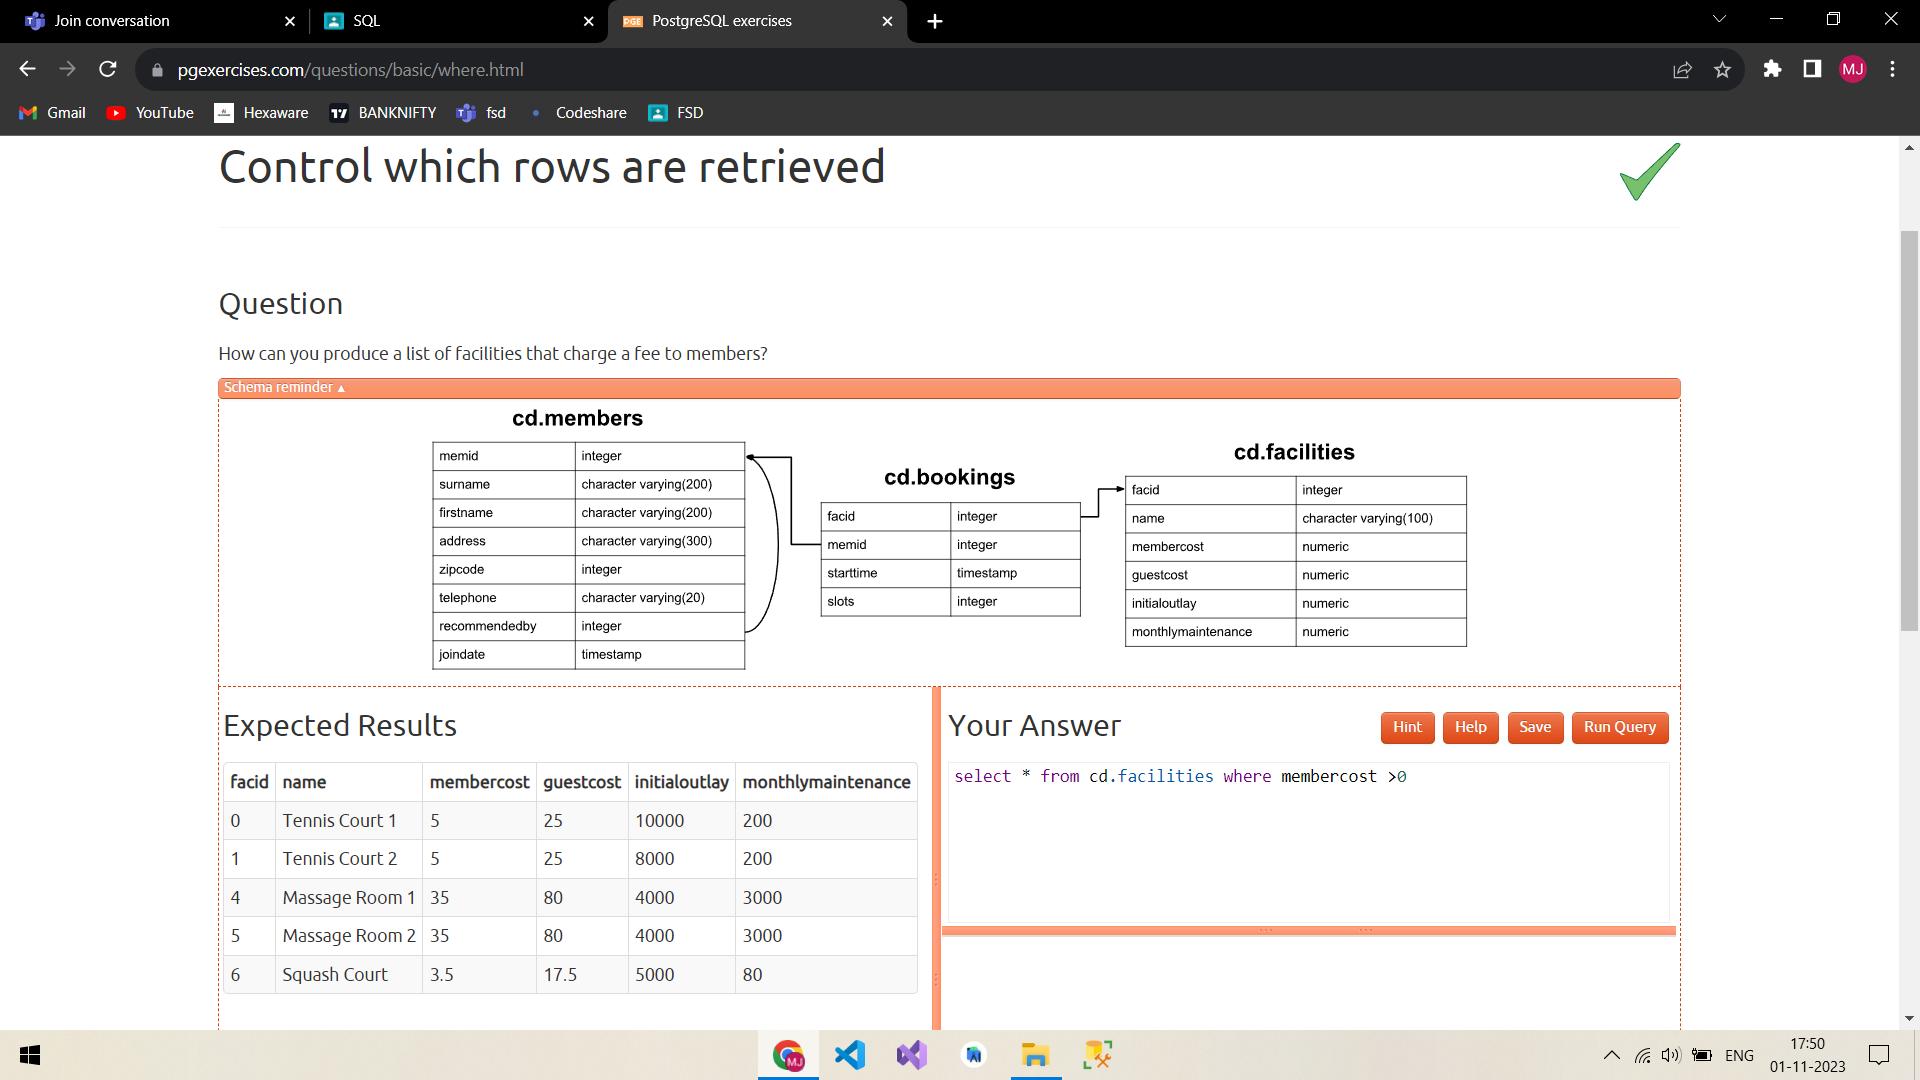 Join conversation
SQL
PGE PostgreSQL exercises
pgexercises.com/questions/basic/where.html
MJ
Gmail YouTube Hexaware BANKNIFTY fsd Codeshare FSD
Control which rows are retrieved
Question
How can you produce a list of facilities that charge a fee to members?
Schema reminder ▲
cd.members
memid integer
surname character varying(200)
firstname character varying(200)
address character varying(300)
zipcode integer
telephone character varying(20)
recommendedby integer
joindate timestamp
cd.bookings
facid integer
memid integer
starttime timestamp
slots integer
cd.facilities
facid integer
name character varying(100)
membercost numeric
guestcost numeric
initialoutlay numeric
monthlymaintenance numeric
Expected Results
facid name membercost guestcost initialoutlay monthlymaintenance
0 Tennis Court 1 5 25 10000 200
1 Tennis Court 2 5 25 8000 200
4 Massage Room 1 35 80 4000 3000
5 Massage Room 2 35 80 4000 3000
6 Squash Court 3.5 17.5 5000 80
Your Answer
Hint Help Save Run Query
select * from cd.facilities where membercost >0
MJ
ENG
17:50
01-11-2023